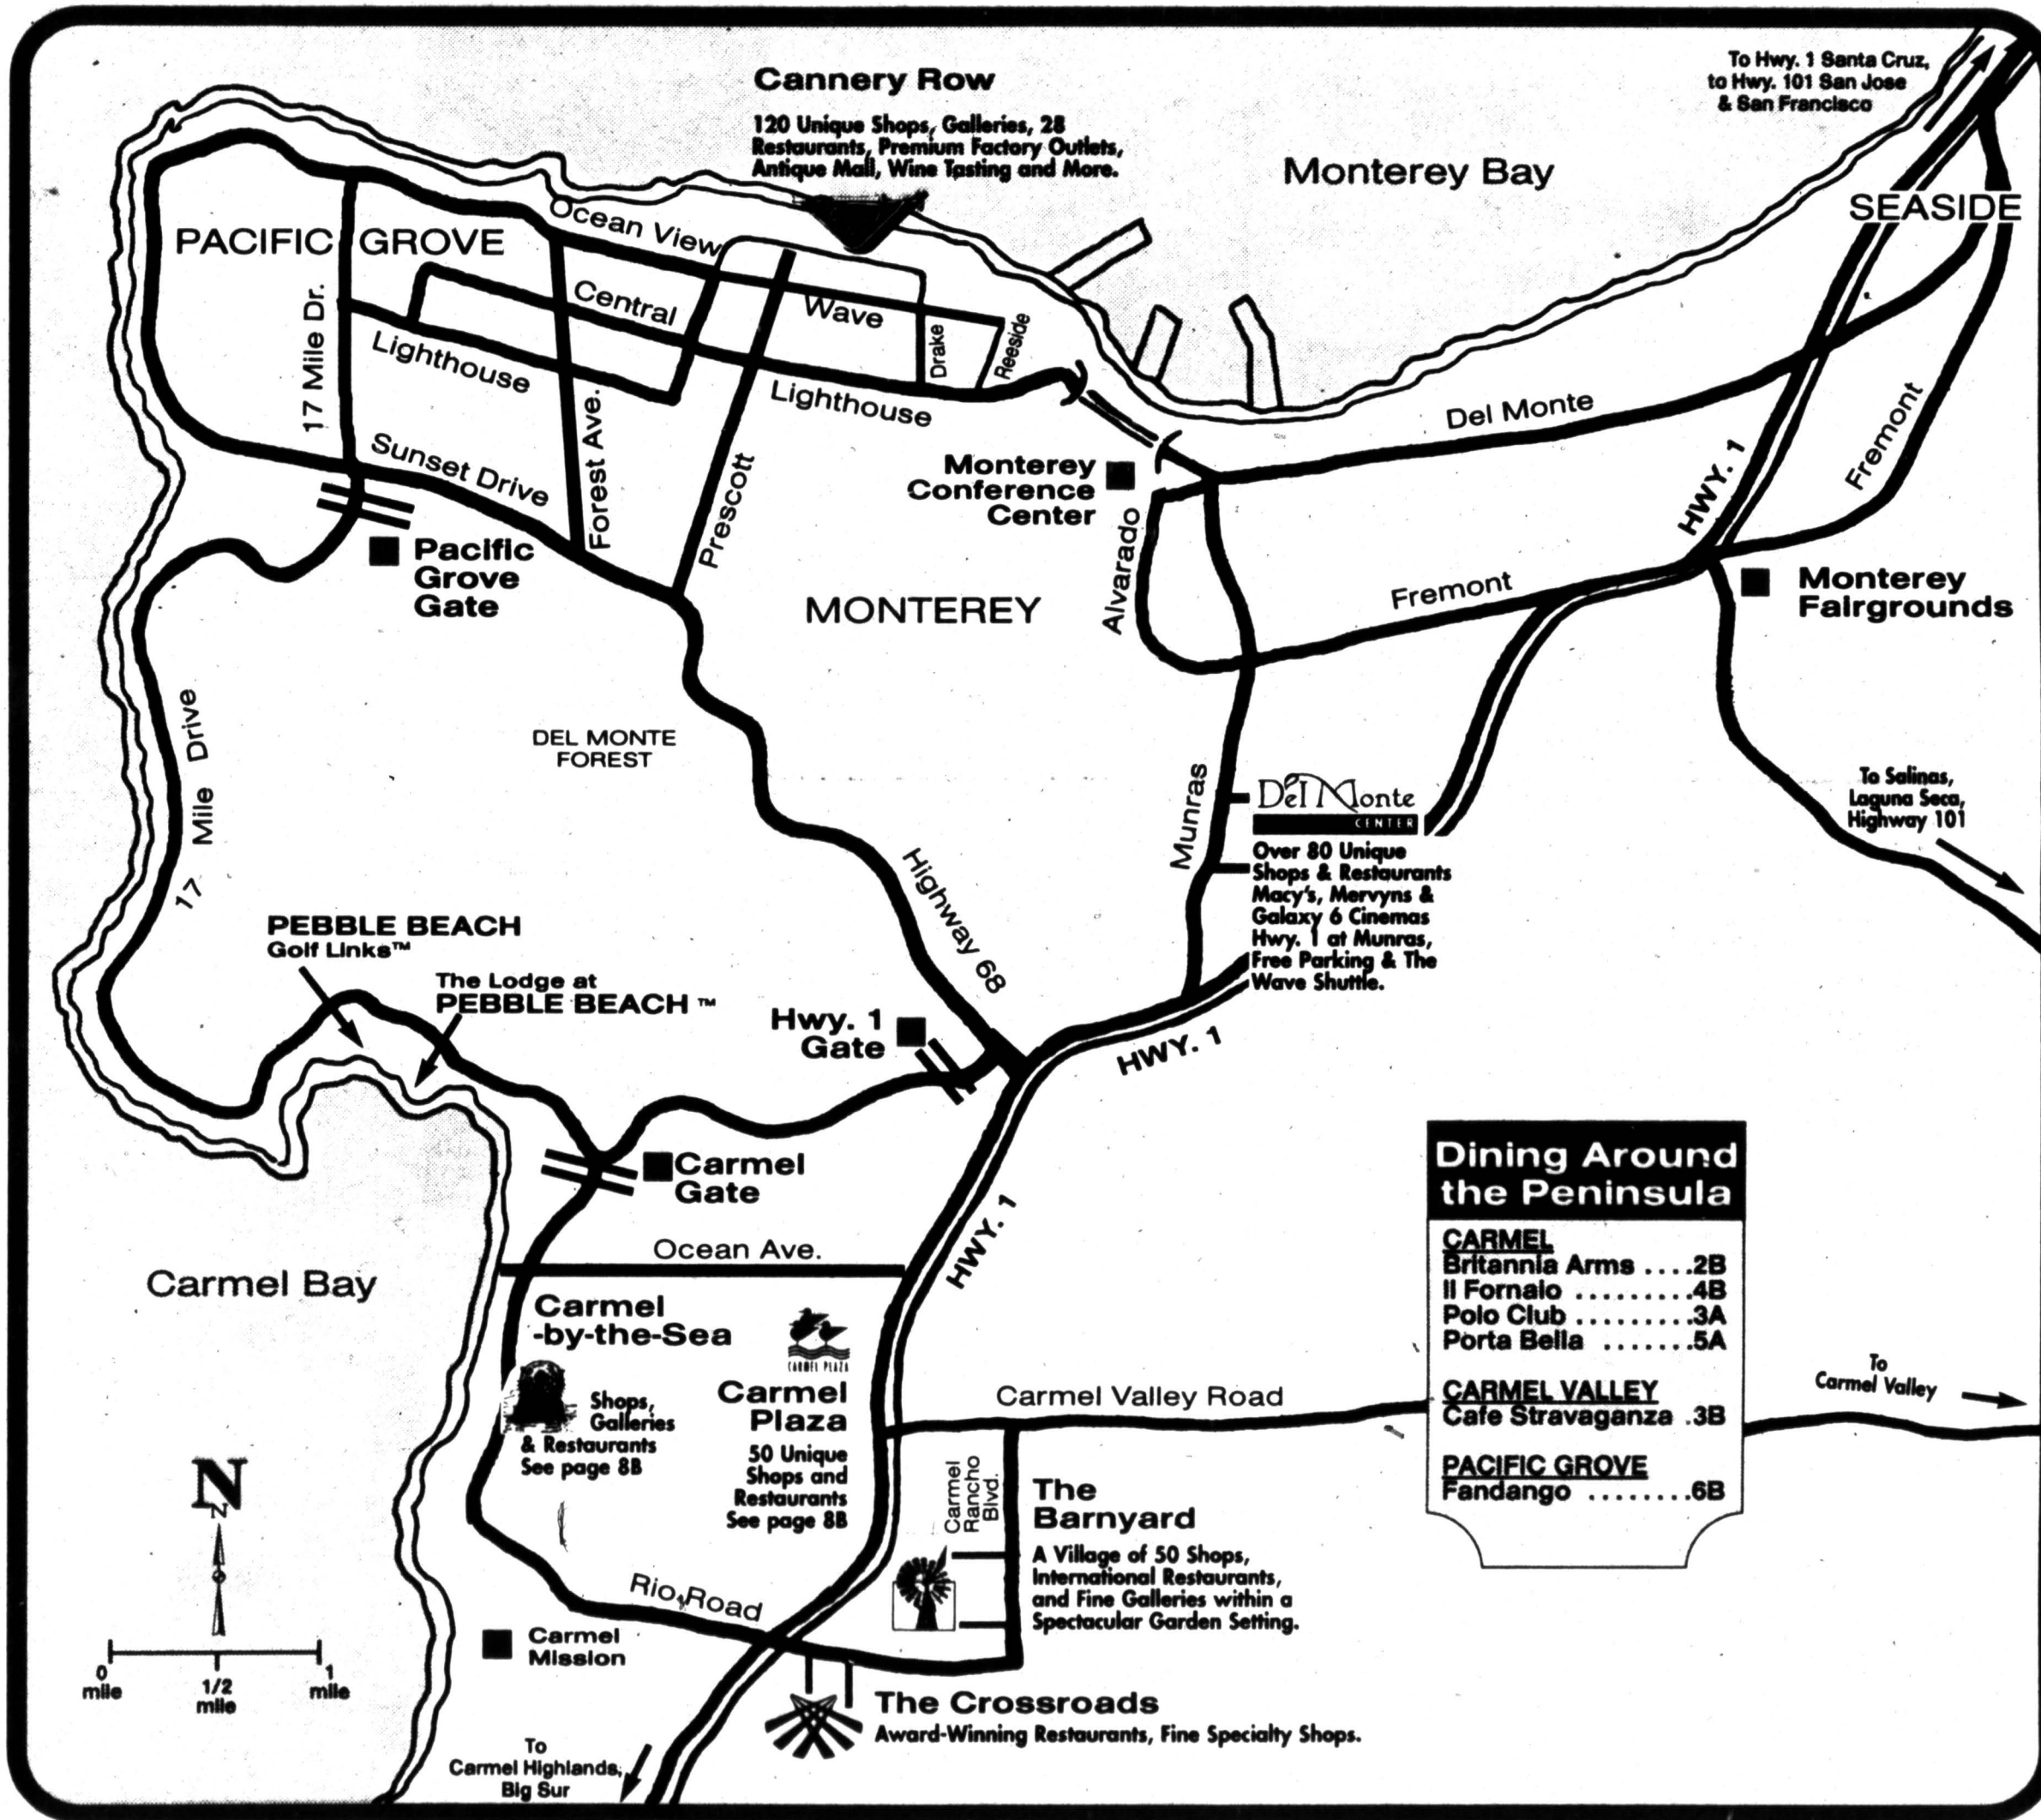 Cannery Row
120 Unique Shops, Galleries, 28
Restaurants, Premium Factory Outlets,
Antique Mall, Wine Tasting and More.
To Hwy. 1 Santa Cruz,
to Hwy. 101 San Jose
& San Francisco
Monterey Bay
SEASIDE
PACIFIC GROVE
Ocean View
Central
Wave
Drake
Reeside
17 Mile Dr.
Lighthouse
Lighthouse
Forest Ave.
Sunset Drive
Prescott
Del Monte
Fremont
HWY. 1
Monterey
Conference
Center
Alvarado
Pacific
Grove
Gate
MONTEREY
Fremont
Monterey
Fairgrounds
17 Mile Drive
DEL MONTE
FOREST
Munras
Del Monte
CENTER
Over 80 Unique
Shops & Restaurants
Macy's, Mervyns &
Galaxy 6 Cinemas
Hwy. 1 at Munras,
Free Parking & The
Wave Shuttle.
To Salinas,
Laguna Seca,
Highway 101
Highway 68
PEBBLE BEACH
Golf Links™
The Lodge at
PEBBLE BEACH ™
Hwy. 1
Gate
HWY. 1
Carmel
Gate
HWY. 1
Ocean Ave.
Carmel Bay
Carmel
-by-the-Sea
Shops,
Galleries
& Restaurants
See page 8B
CARMEL PLAZA
Carmel
Plaza
50 Unique
Shops and
Restaurants
See page 8B
Carmel Valley Road
Dining Around
the Peninsula
CARMEL
Britannia Arms ....2B
Il Fornaio .........4B
Polo Club .........3A
Porta Bella .......5A
CARMEL VALLEY
Cafe Stravaganza .3B
PACIFIC GROVE
Fandango ........6B
To
Carmel Valley
Carmel
Rancho
Blvd.
The
Barnyard
A Village of 50 Shops,
International Restaurants,
and Fine Galleries within a
Spectacular Garden Setting.
N
N
0
mile
1/2
mile
1
mile
Rio Road
Carmel
Mission
The Crossroads
Award-Winning Restaurants, Fine Specialty Shops.
To
Carmel Highlands,
Big Sur